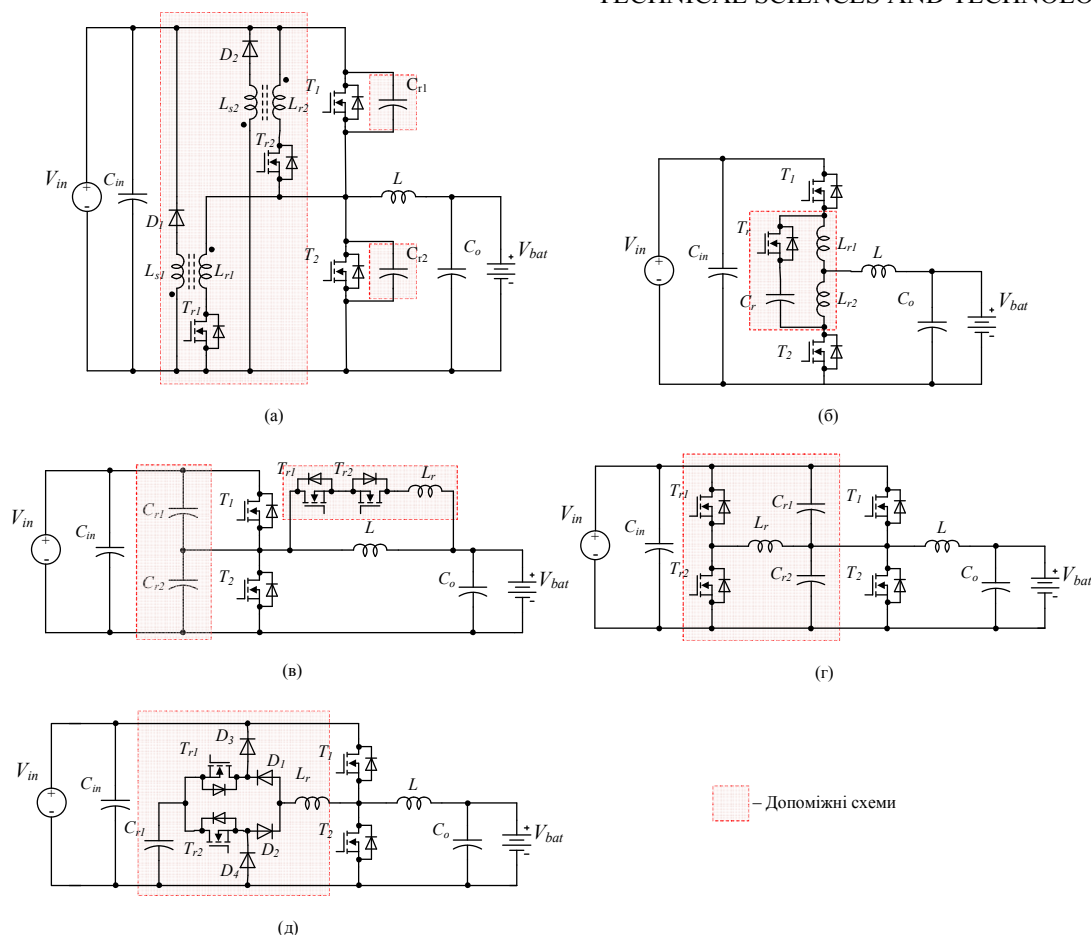 TECHNICAL SCIENCES AND TECHNOLO
D2
Ls2
Lr2
T1
Cr1
Tr2
Vin
Cin
L
D1
Ls1
Lr1
T2
Cr2
Co
Vbat
Tr1
(а)
T1
Tr
Lr1
Vin
Cin
L
Cr
Lr2
Co
Vbat
T2
(б)
Tr1
Tr2
Lr
T1
Vin
Cr1
Cin
L
Cr2
T2
Co
Vbat
(в)
Tr1
Cr1
T1
Vin
Lr
L
Cin
Tr2
Cr2
T2
Co
Vbat
(г)
D3
T1
Tr1
D1
Lr
Vin
L
Cin
Cr1
T2
Co
Vbat
Tr2
D2
D4
(д)
– Допоміжні схеми